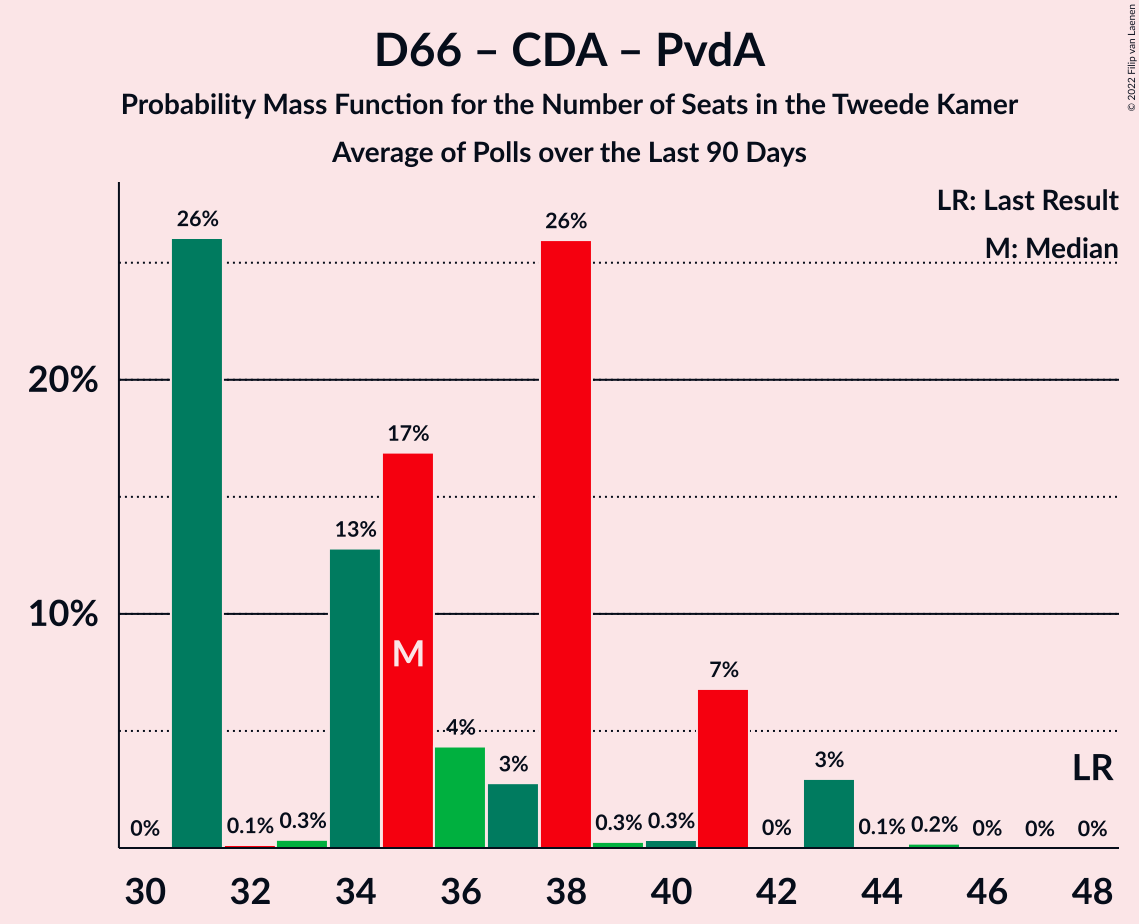 D66 – CDA – PvdA
Probability Mass Function for the Number of Seats in the Tweede Kamer
Average of Polls over the Last 90 Days
© 2022 Filip van Laenen
LR: Last Result
M: Median
20%
10%
0%
26%
0.1%
0.3%
13%
17%
4%
3%
26%
0.3%
0.3%
7%
0%
3%
0.1%
0.2%
0%
0%
0%
M
LR
30 32 34 36 38 40 42 44 46 48